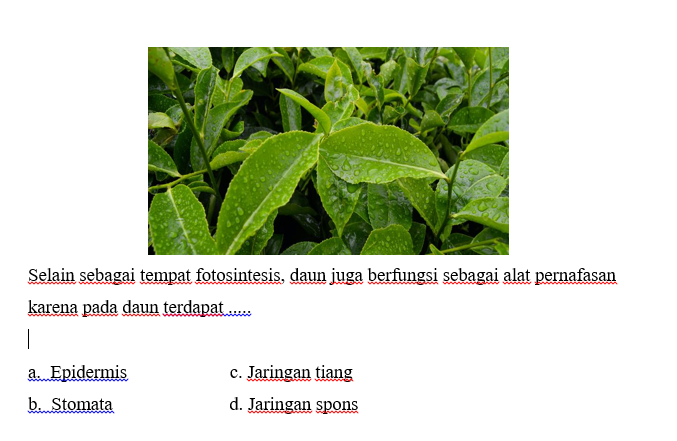 Selain sebagai tempat fotosintesis, daun juga berfungsi sebagai alat pernafasan
karena pada daun terdapat .....
a. Epidermis c. Jaringan tiang
b. Stomata d. Jaringan spons